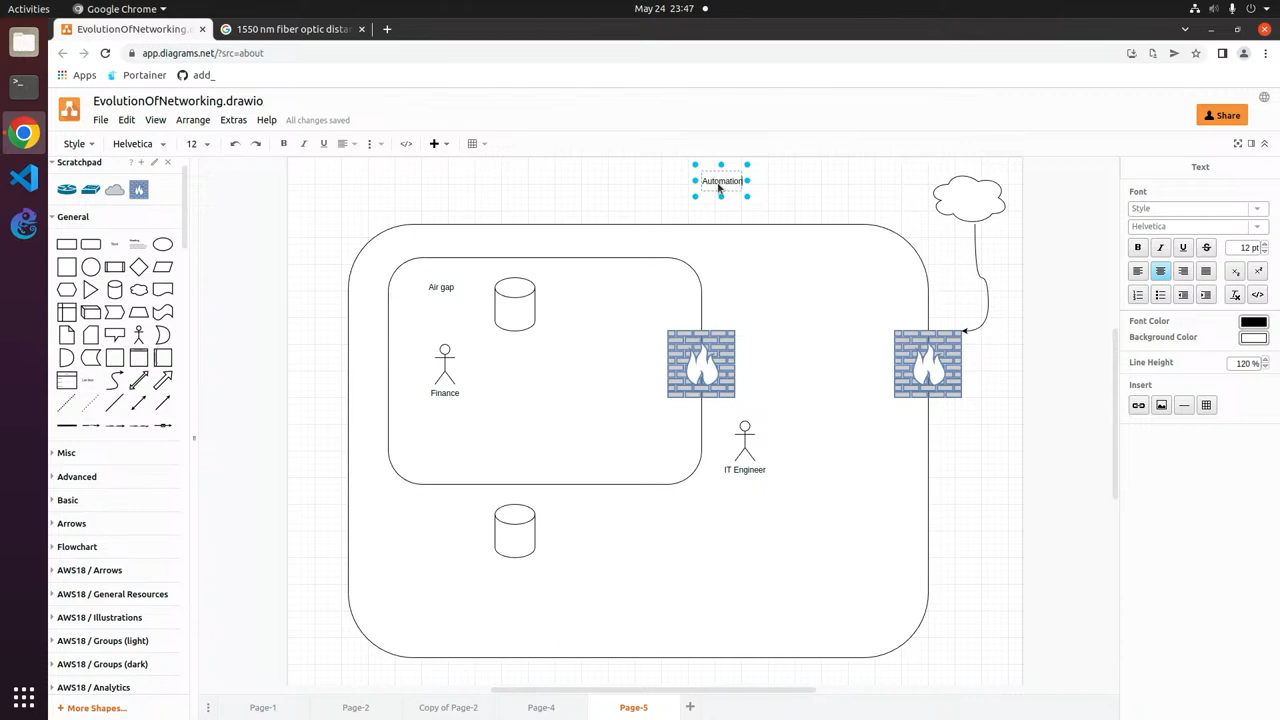 Activities
Google Chrome
May 24 23:47
EvolutionOfNetworking.
1550 nm fiber optic dista
app.diagrams.net/?src=about
Apps
Portainer
add_
EvolutionOfNetworking.drawio
File Edit View Arrange Extras Help All changes saved
Share
Style Helvetica 12
Scratchpad
General
Text
Heading
List Item
Misc
Advanced
Basic
Arrows
Flowchart
AWS18 / Arrows
AWS18 / General Resources
AWS18 / Illustrations
AWS18 / Groups (light)
AWS18 / Groups (dark)
AWS18 / Analytics
+ More Shapes...
Automation
Air gap
Finance
IT Engineer
Page-1
Page-2
Copy of Page-2
Page-4
Page-5
Text
Font
Style
Helvetica
B I U S 12 pt
Font Color
Background Color
Line Height 120 %
Insert